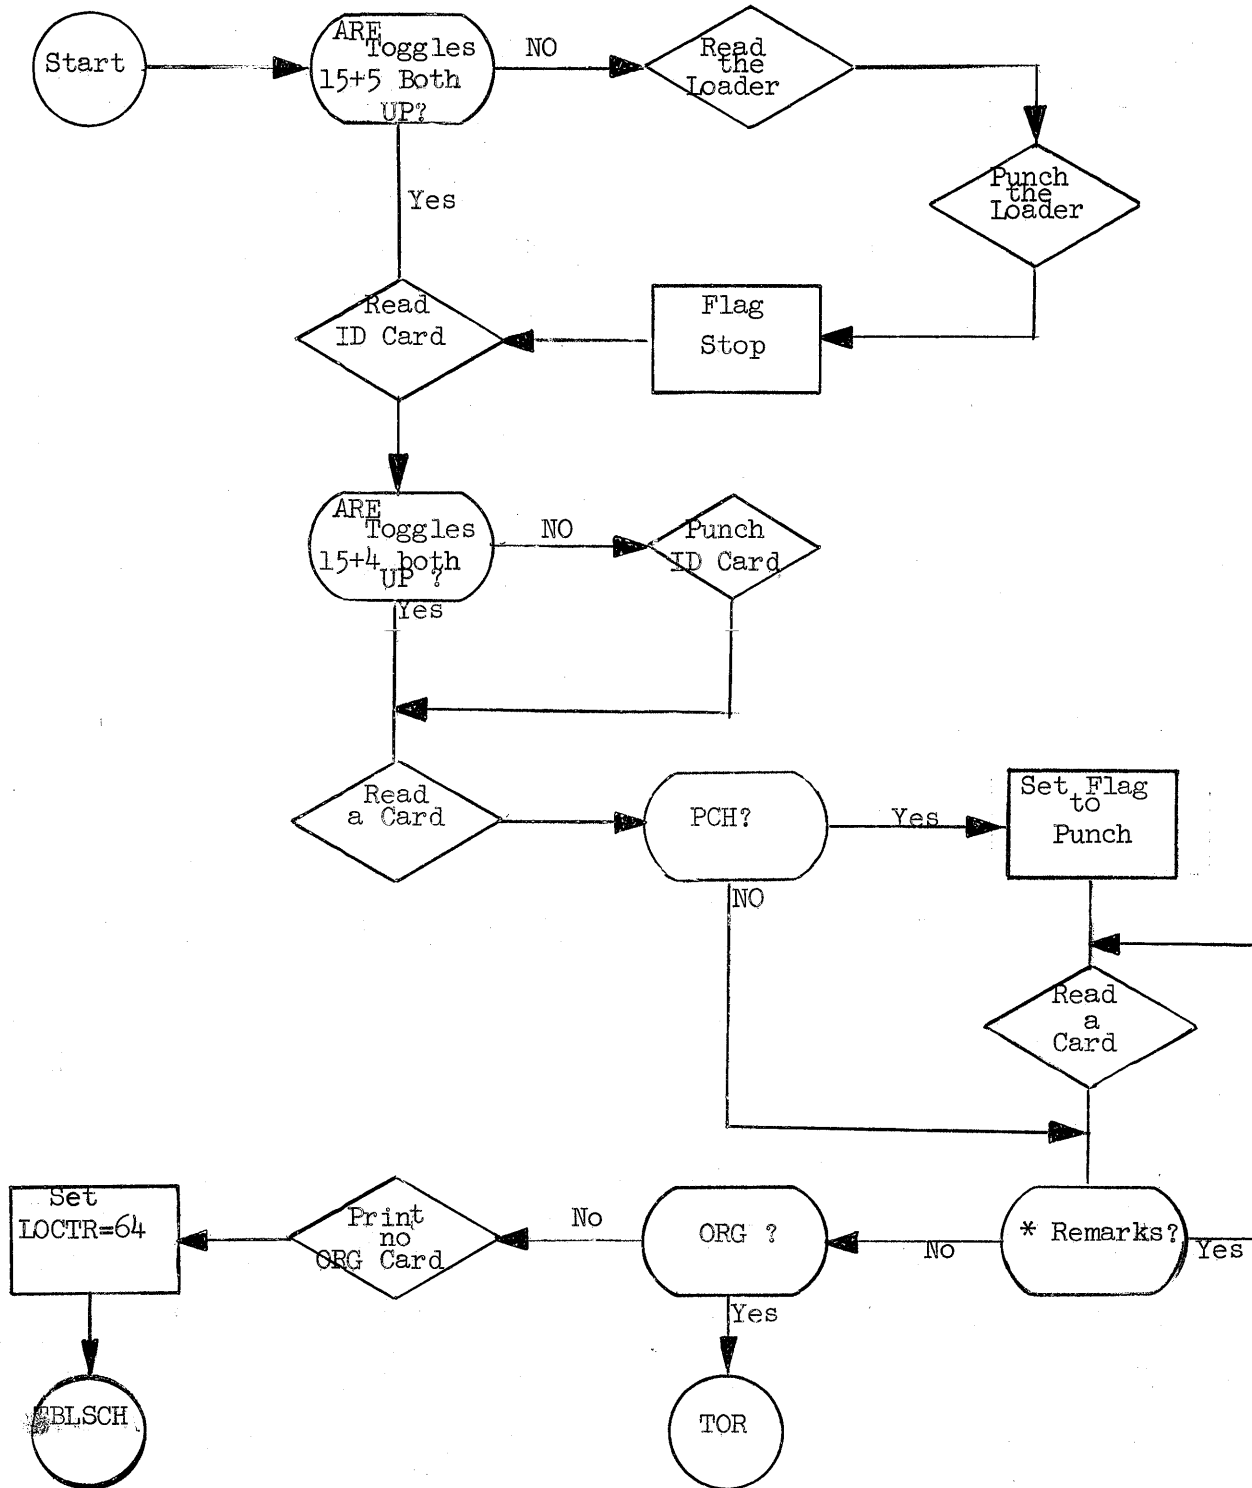 Start
ARE
Toggles
15+5 Both
UP?
NO
Read
the
Loader
Punch
the
Loader
Yes
Read
ID Card
Flag
Stop
ARE
Toggles
15+4 both
UP ?
NO
Punch
ID Card
Yes
Read
a Card
PCH?
Yes
Set Flag
to
Punch
NO
Read
a
Card
Set
LOCTR=64
Print
no
ORG Card
No
ORG ?
No
* Remarks?
Yes
Yes
TBLSCH
TOR